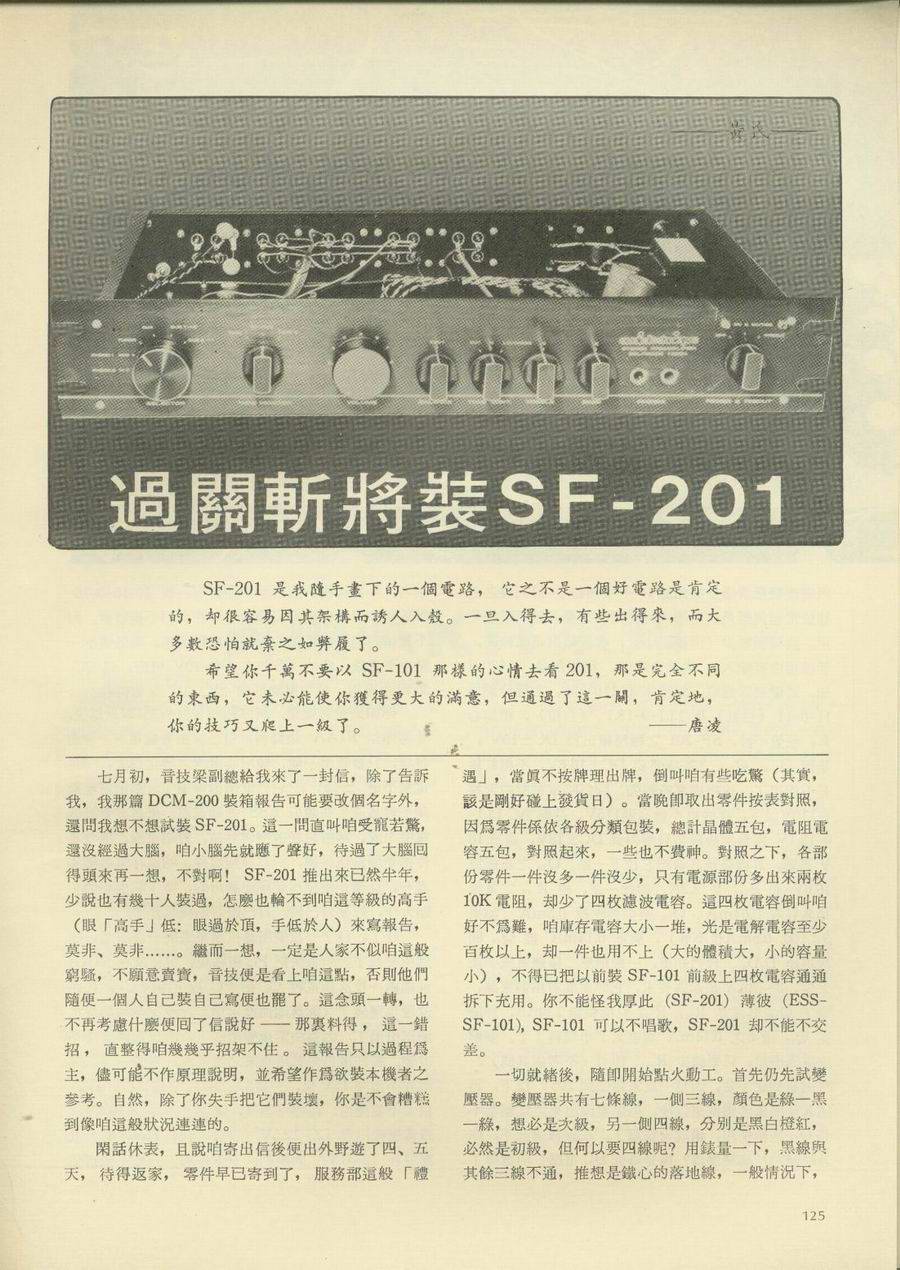 過關斬將裝SF-201
SF-201 是我隨手畫下的一個電路，它之不是一個好電路是肯定
的，却很容易因其架構而誘人入殼。一旦入得去，有些出得來，而大
多數恐怕就棄之如弊履了。
希望你千萬不要以 SF-101 那樣的心情去看 201，那是完全不同
的東西，它未必能使你獲得更大的滿意，但通過了這一關，肯定地，
你的技巧又爬上一級了。
——唐凌
七月初，音技梁副總給我來了一封信，除了告訴
我，我那篇 DCM-200 裝箱報告可能要改個名字外，
還問我想不想試裝 SF-201。這一問直叫咱受寵若驚，
還沒經過大腦，咱小腦先就應了聲好，待過了大腦回
得頭來再一想，不對啊！ SF-201 推出來已然半年，
少說也有幾十人裝過，怎麼也輪不到咱這等級的高手
（眼「高手」低：眼過於頂，手低於人）來寫報告，
莫非、莫非……。繼而一想，一定是人家不似咱這般
窮騷，不願意賣寶，音技便是看上咱這點，否則他們
隨便一個人自己裝自己寫便也罷了。這念頭一轉，也
不再考慮什麼便回了信說好 —— 那裏料得，這一錯
招，直整得咱幾幾乎招架不住。這報告只以過程爲
主，儘可能不作原理說明，並希望作爲欲裝本機者之
參考。自然，除了你失手把它們裝壞，你是不會糟糕
到像咱這般狀況連連的。
閑話休表，且說咱寄出信後便出外野遊了四、五
天，待得返家，零件早已寄到了，服務部這般「禮
遇」，當眞不按牌理出牌，倒叫咱有些吃驚（其實，
該是剛好碰上發貨日）。當晚卽取出零件按表對照，
因爲零件係依各級分類包裝，總計晶體五包，電阻電
容五包，對照起來，一些也不費神。對照之下，各部
份零件一件沒多一件沒少，只有電源部份多出來兩枚
10K 電阻，却少了四枚濾波電容。這四枚電容倒叫咱
好不爲難，咱庫存電容大小一堆，光是電解電容至少
百枚以上，却一件也用不上（大的體積大，小的容量
小），不得已把以前裝 SF-101 前級上四枚電容通通
拆下充用。你不能怪我厚此（SF-201）薄彼（ESS-
SF-101），SF-101 可以不唱歌，SF-201 却不能不交
差。
一切就緒後，隨卽開始點火動工。首先仍先試變
壓器。變壓器共有七條線，一側三線，顏色是綠—黑
—綠，想必是次級，另一側四線，分別是黑白橙紅，
必然是初級，但何以要四線呢？用錶量一下，黑線與
其餘三線不通，推想是鐵心的落地線，一般情況下，
125